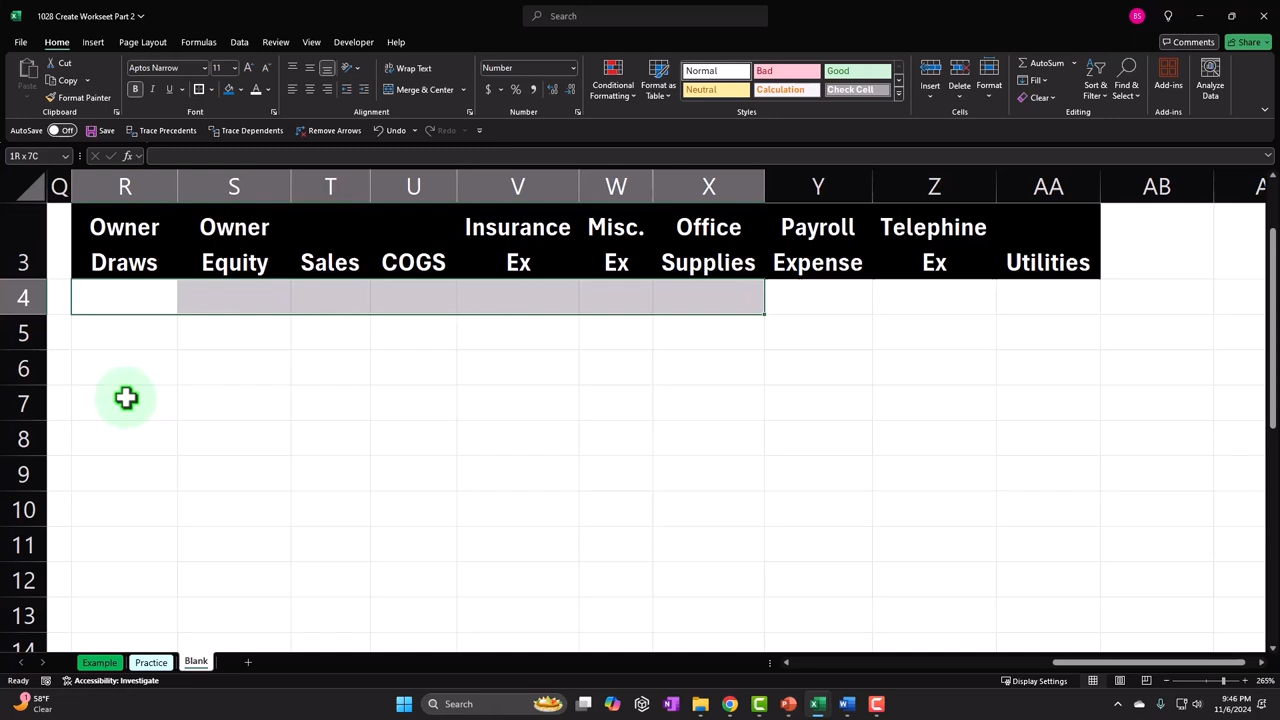 1028 Create Workseet Part 2
Search
BS
File Home Insert Page Layout Formulas Data Review View Developer Help
Comments Share
Cut
Copy
Paste
Format Painter
Clipboard
Aptos Narrow 11
Font
Wrap Text
Merge & Center
Alignment
Number
Number
Conditional Formatting
Format as Table
Normal Bad Good
Neutral Calculation Check Cell
Styles
Insert Delete Format
Cells
AutoSum
Fill
Clear
Sort & Filter
Find & Select
Editing
Add-ins
Add-ins
Analyze Data
AutoSave Off Save Trace Precedents Trace Dependents Remove Arrows Undo Redo
1R x 7C fx
Q R S T U V W X Y Z AA AB A
Owner Owner Insurance Misc. Office Payroll Telephine
3 Draws Equity Sales COGS Ex Ex Supplies Expense Ex Utilities
4
5
6
7
8
9
10
11
12
13
14
Example Practice Blank
Ready Accessibility: Investigate Display Settings 265%
1
58°F
Clear
Search
9:46 PM
11/6/2024